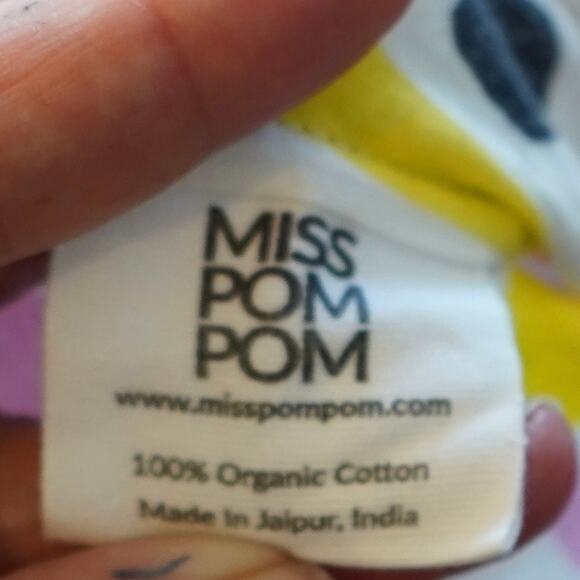 MISS
POM
POM
www.misspompom.com
100% Organic Cotton
Made In Jaipur, India